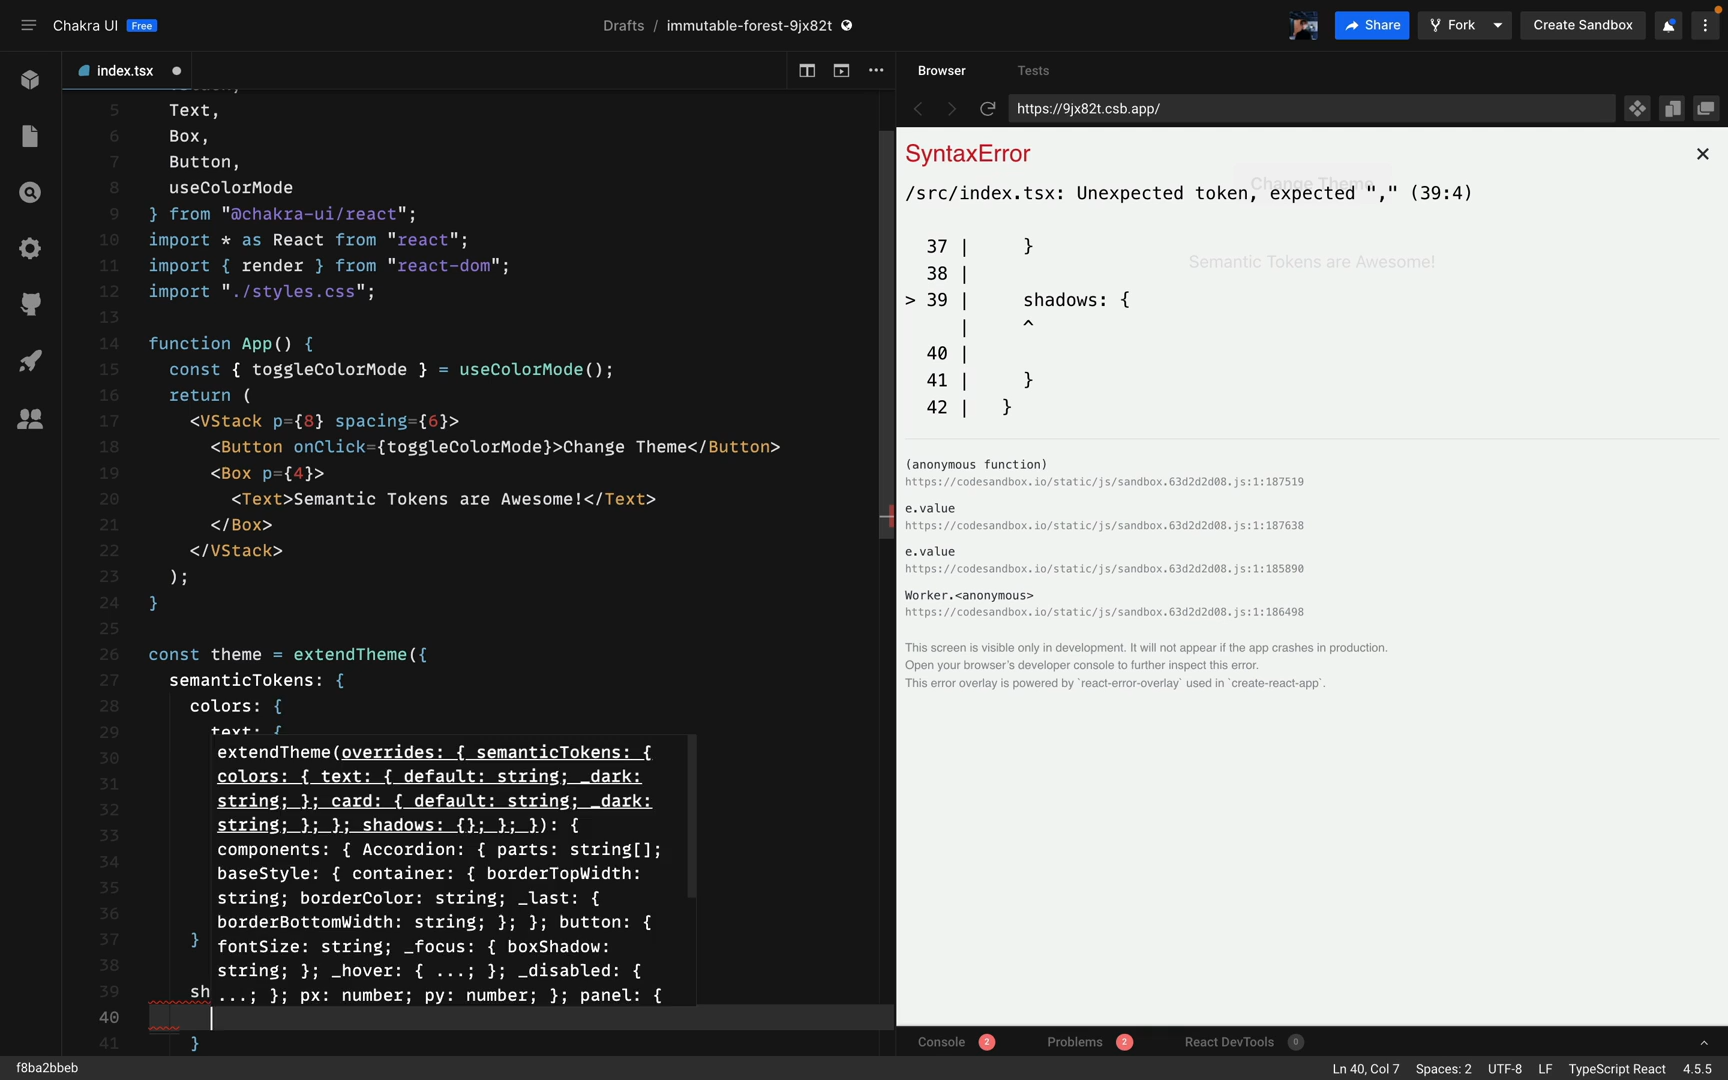 Chakra UI Free
Drafts / immutable-forest-9jx82t
Share
Fork
Create Sandbox
index.tsx
5 Text,
6 Box,
7 Button,
8 useColorMode
9 } from "@chakra-ui/react";
10 import * as React from "react";
11 import { render } from "react-dom";
12 import "./styles.css";
13
14 function App() {
15 const { toggleColorMode } = useColorMode();
16 return (
17 <VStack p={8} spacing={6}>
18 <Button onClick={toggleColorMode}>Change Theme</Button>
19 <Box p={4}>
20 <Text>Semantic Tokens are Awesome!</Text>
21 </Box>
22 </VStack>
23 );
24 }
25
26 const theme = extendTheme({
27 semanticTokens: {
28 colors: {
29 text: {
30
31
32
33
34
35
36
37 }
38
39 sh
40
41 }
extendTheme(overrides: { semanticTokens: {
colors: { text: { default: string; _dark:
string; }; card: { default: string; _dark:
string; }; }; shadows: {}; }; }): {
components: { Accordion: { parts: string[];
baseStyle: { container: { borderTopWidth:
string; borderColor: string; _last: {
borderBottomWidth: string; }; }; button: {
fontSize: string; _focus: { boxShadow:
string; }; _hover: { ...; }; _disabled: {
...; }; px: number; py: number; }; panel: {
Browser
Tests
https://9jx82t.csb.app/
SyntaxError
Change Theme
/src/index.tsx: Unexpected token, expected "," (39:4)
37 | }
Semantic Tokens are Awesome!
38 |
> 39 | shadows: {
| ^
40 |
41 | }
42 | }
(anonymous function)
https://codesandbox.io/static/js/sandbox.63d2d2d08.js:1:187519
e.value
https://codesandbox.io/static/js/sandbox.63d2d2d08.js:1:187638
e.value
https://codesandbox.io/static/js/sandbox.63d2d2d08.js:1:185890
Worker.<anonymous>
https://codesandbox.io/static/js/sandbox.63d2d2d08.js:1:186498
This screen is visible only in development. It will not appear if the app crashes in production.
Open your browser's developer console to further inspect this error.
This error overlay is powered by `react-error-overlay` used in `create-react-app`.
Console 2
Problems 2
React DevTools 0
f8ba2bbeb
Ln 40, Col 7
Spaces: 2
UTF-8
LF
TypeScript React
4.5.5